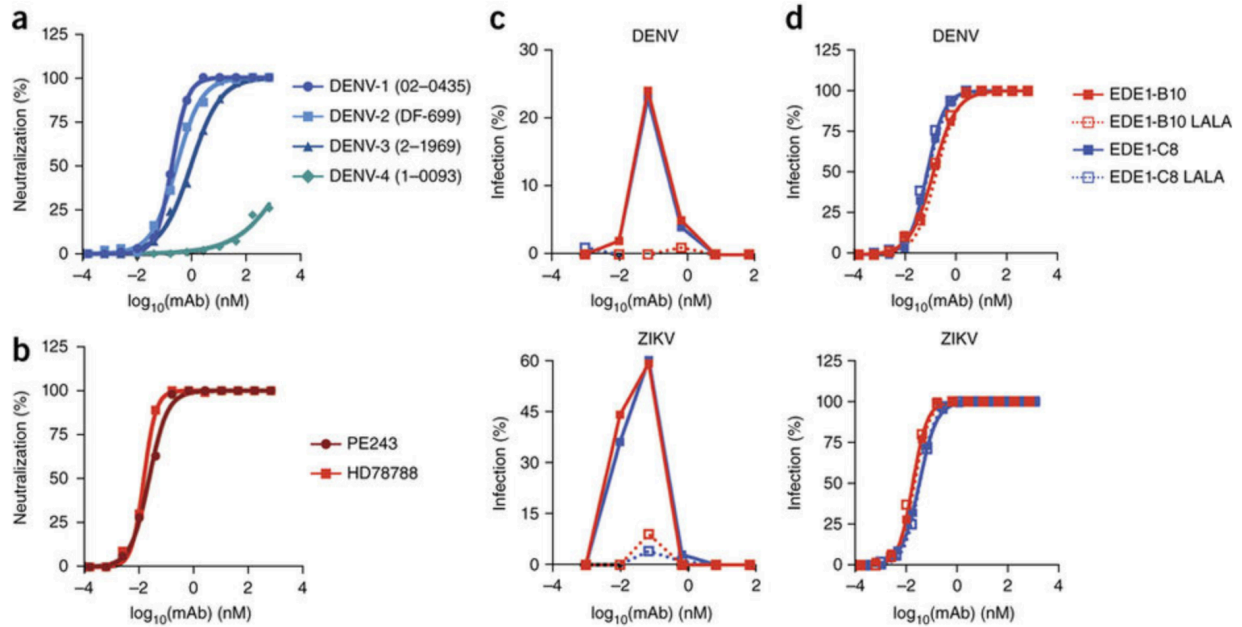 a
125
100
75
50
25
0
Neutralization (%)
–4 –2 0 2 4
log10(mAb) (nM)
DENV-1 (02–0435)
DENV-2 (DF-699)
DENV-3 (2–1969)
DENV-4 (1–0093)
b
125
100
75
50
25
0
Neutralization (%)
–4 –2 0 2 4
log10(mAb) (nM)
PE243
HD78788
c
DENV
30
20
10
0
Infection (%)
–4 –2 0 2
log10(mAb) (nM)
ZIKV
60
45
30
15
0
Infection (%)
–4 –2 0 2
log10(mAb) (nM)
d
DENV
125
100
75
50
25
0
Infection (%)
–4 –2 0 2 4
log10(mAb) (nM)
EDE1-B10
EDE1-B10 LALA
EDE1-C8
EDE1-C8 LALA
ZIKV
125
100
75
50
25
0
Infection (%)
–4 –2 0 2 4
log10(mAb) (nM)